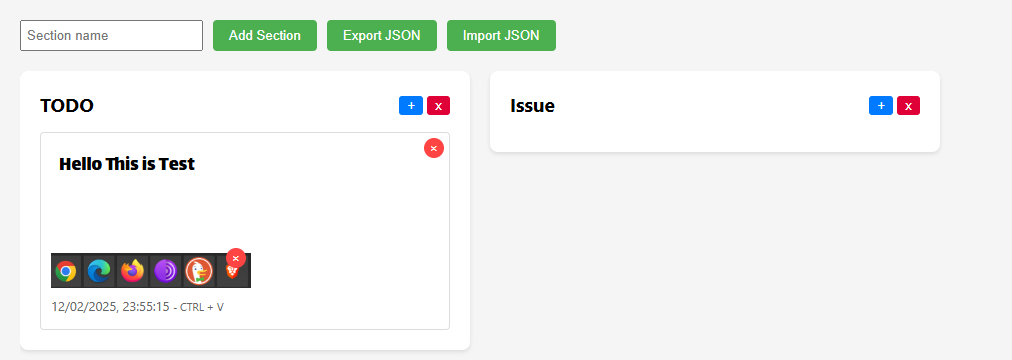 Section name Add Section Export JSON Import JSON
TODO + x Issue + x
×
Hello This is Test
×
12/02/2025, 23:55:15 - CTRL + V